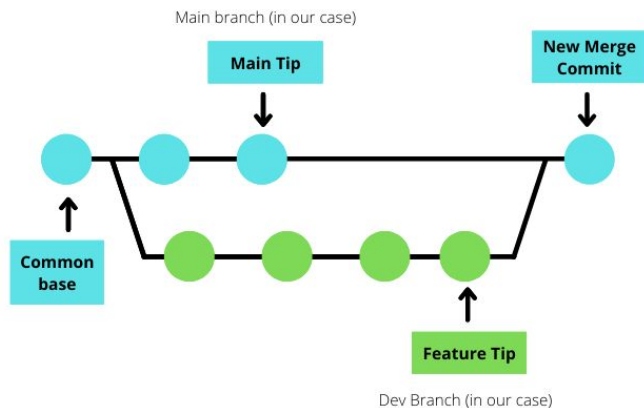 Main branch (in our case)
Main Tip
New Merge
Commit
Common
base
Feature Tip
Dev Branch (in our case)